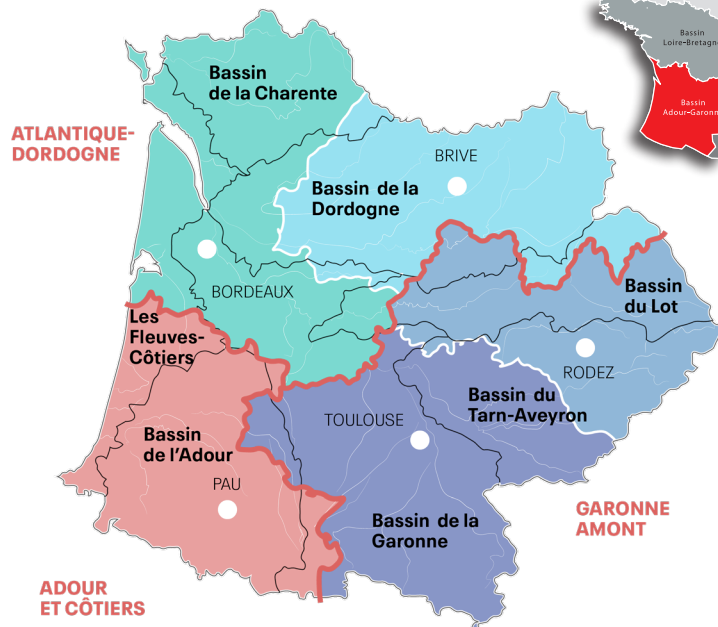 Bassin
Loire-Bretagne
Bassin
Adour-Garonne
Bassin
de la Charente
ATLANTIQUE-
DORDOGNE
BRIVE
Bassin de la
Dordogne
BORDEAUX
Bassin
du Lot
Les
Fleuves-
Côtiers
RODEZ
Bassin du
Tarn-Aveyron
TOULOUSE
Bassin
de l'Adour
PAU
GARONNE
AMONT
Bassin de la
Garonne
ADOUR
ET CÔTIERS